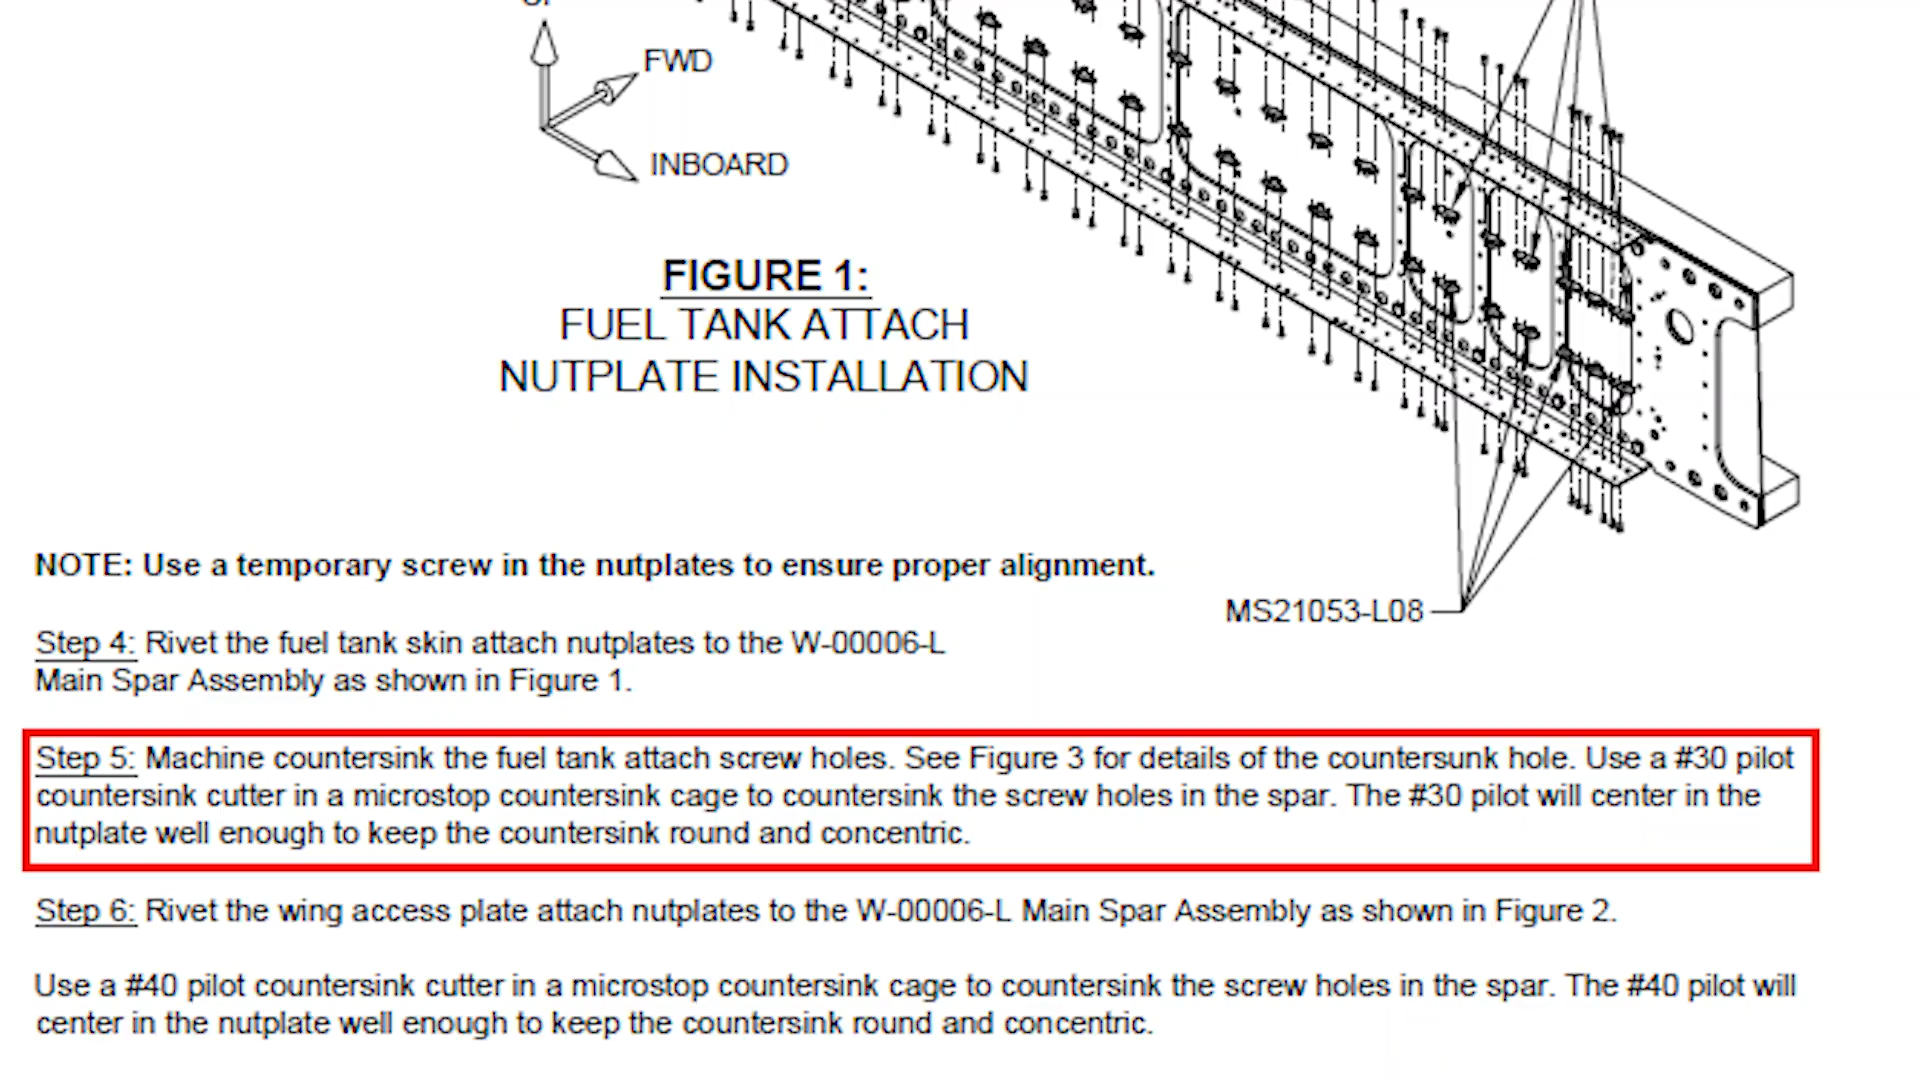 FWD
INBOARD
FIGURE 1:
FUEL TANK ATTACH
NUTPLATE INSTALLATION
NOTE: Use a temporary screw in the nutplates to ensure proper alignment.
MS21053-L08
Step 4: Rivet the fuel tank skin attach nutplates to the W-00006-L
Main Spar Assembly as shown in Figure 1.
Step 5: Machine countersink the fuel tank attach screw holes. See Figure 3 for details of the countersunk hole. Use a #30 pilot
countersink cutter in a microstop countersink cage to countersink the screw holes in the spar. The #30 pilot will center in the
nutplate well enough to keep the countersink round and concentric.
Step 6: Rivet the wing access plate attach nutplates to the W-00006-L Main Spar Assembly as shown in Figure 2.
Use a #40 pilot countersink cutter in a microstop countersink cage to countersink the screw holes in the spar. The #40 pilot will
center in the nutplate well enough to keep the countersink round and concentric.